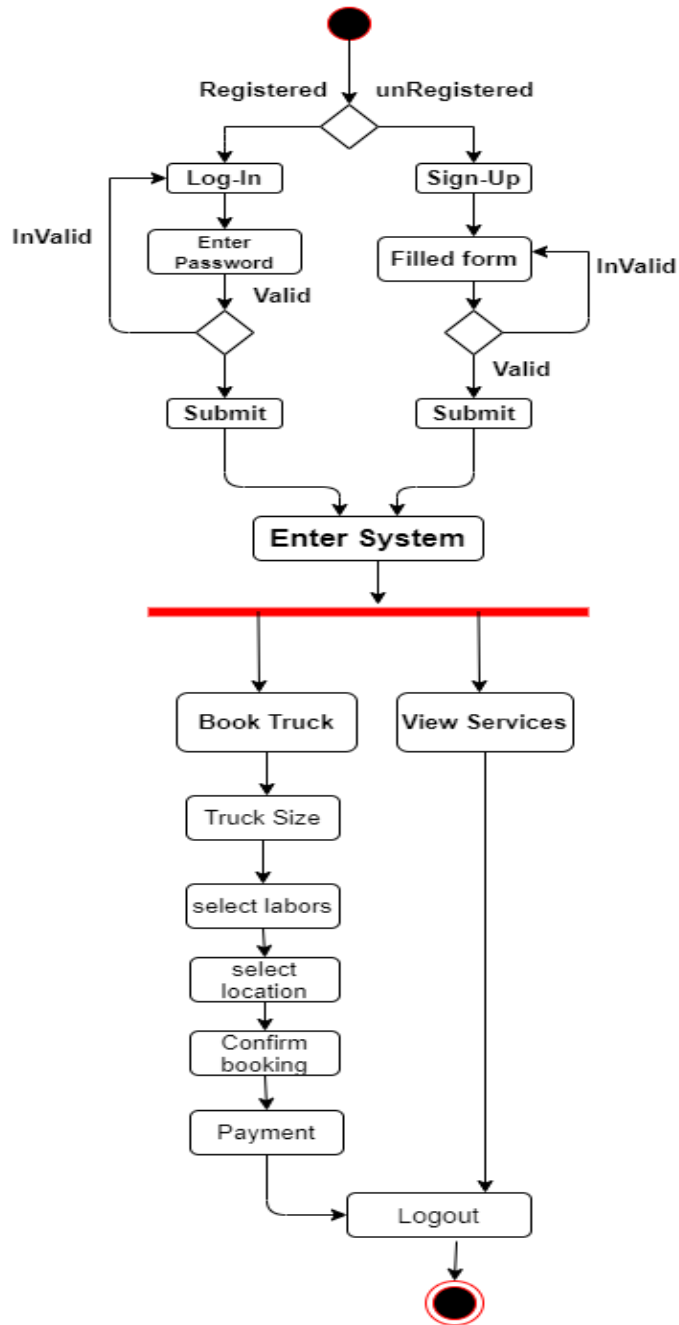 Registered
unRegistered
Log-In
Sign-Up
InValid
Enter
Password
Filled form
InValid
Valid
Valid
Submit
Submit
Enter System
Book Truck
View Services
Truck Size
select labors
select
location
Confirm
booking
Payment
Logout